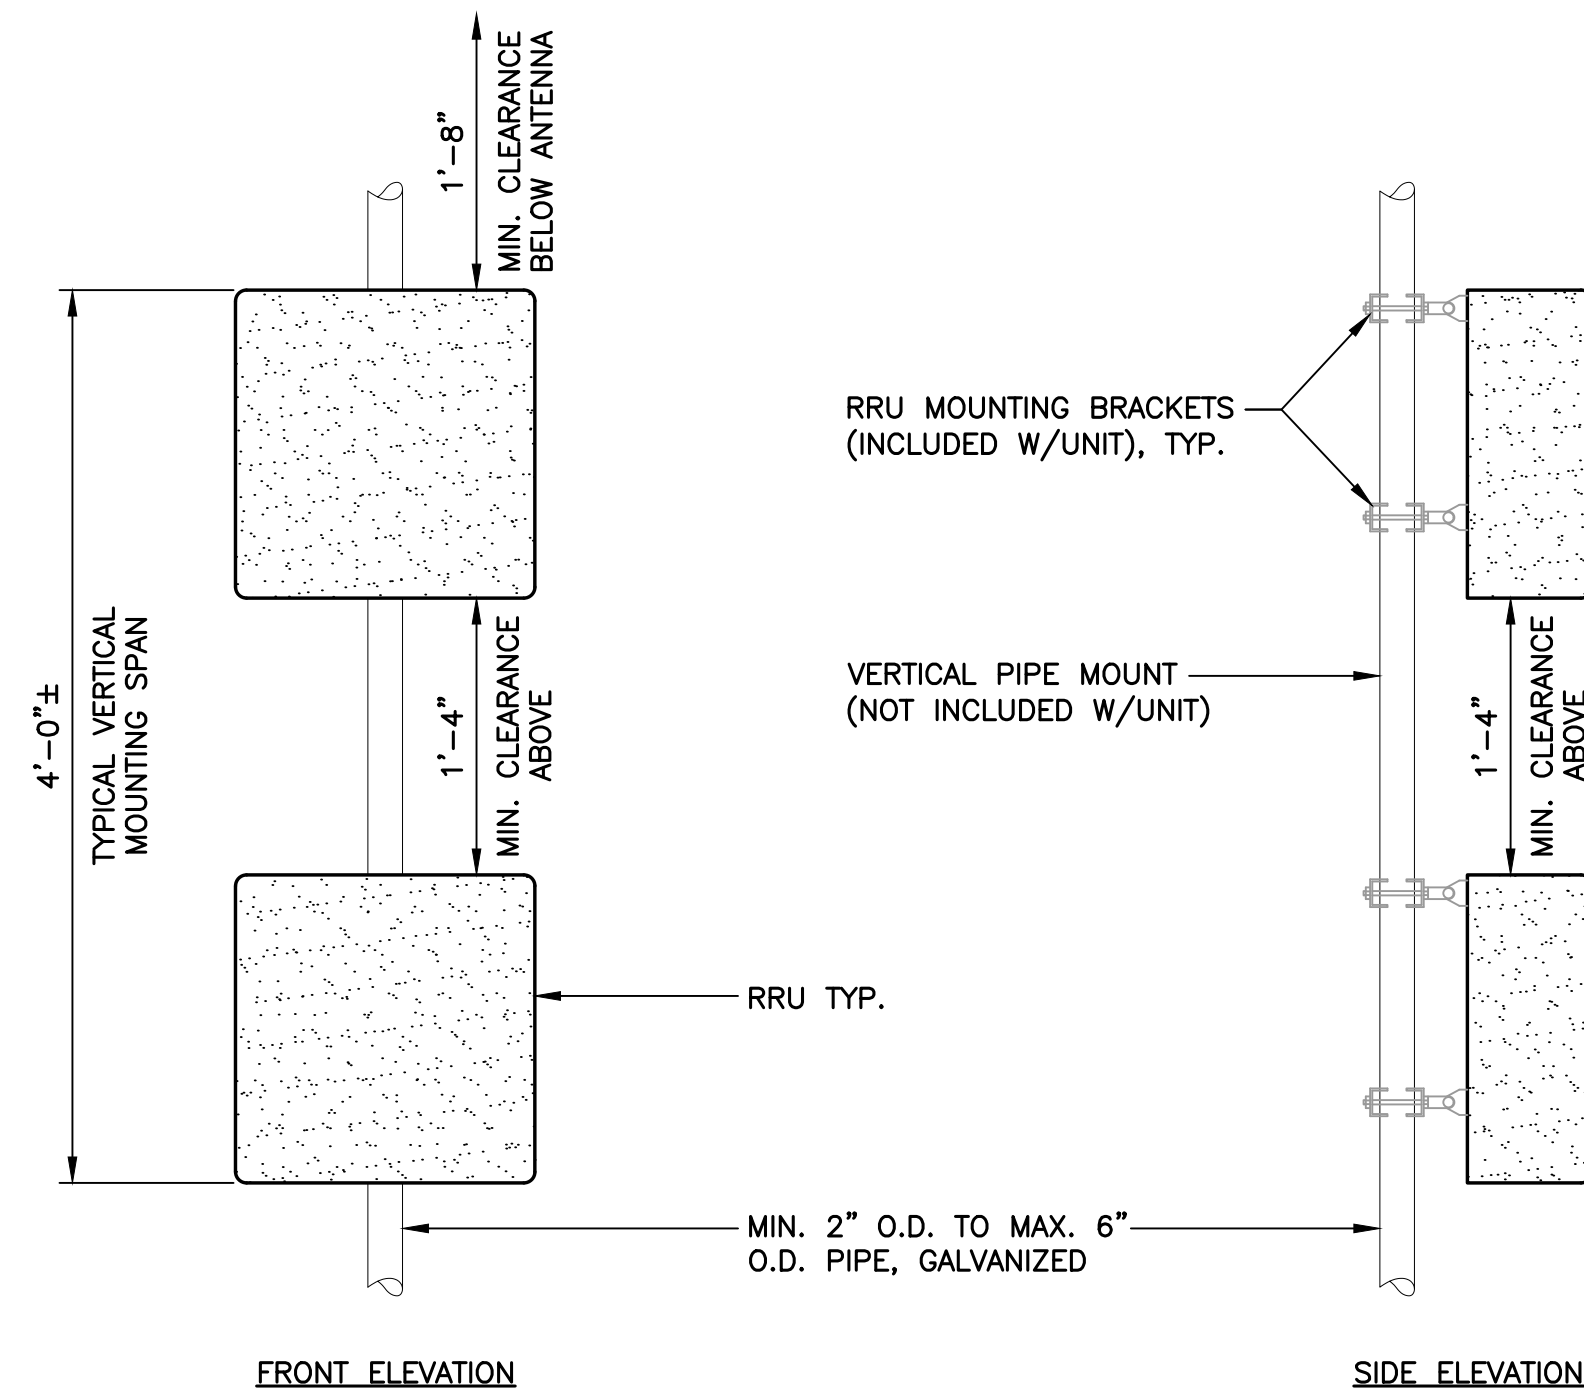 1'-8"
MIN. CLEARANCE
BELOW ANTENNA
4'-0"±
TYPICAL VERTICAL
MOUNTING SPAN
1'-4"
MIN. CLEARANCE
ABOVE
RRU TYP.
RRU MOUNTING BRACKETS
(INCLUDED W/UNIT), TYP.
VERTICAL PIPE MOUNT
(NOT INCLUDED W/UNIT)
1'-4"
MIN. CLEARANCE
ABOVE
MIN. 2" O.D. TO MAX. 6"
O.D. PIPE, GALVANIZED
FRONT ELEVATION
SIDE ELEVATION